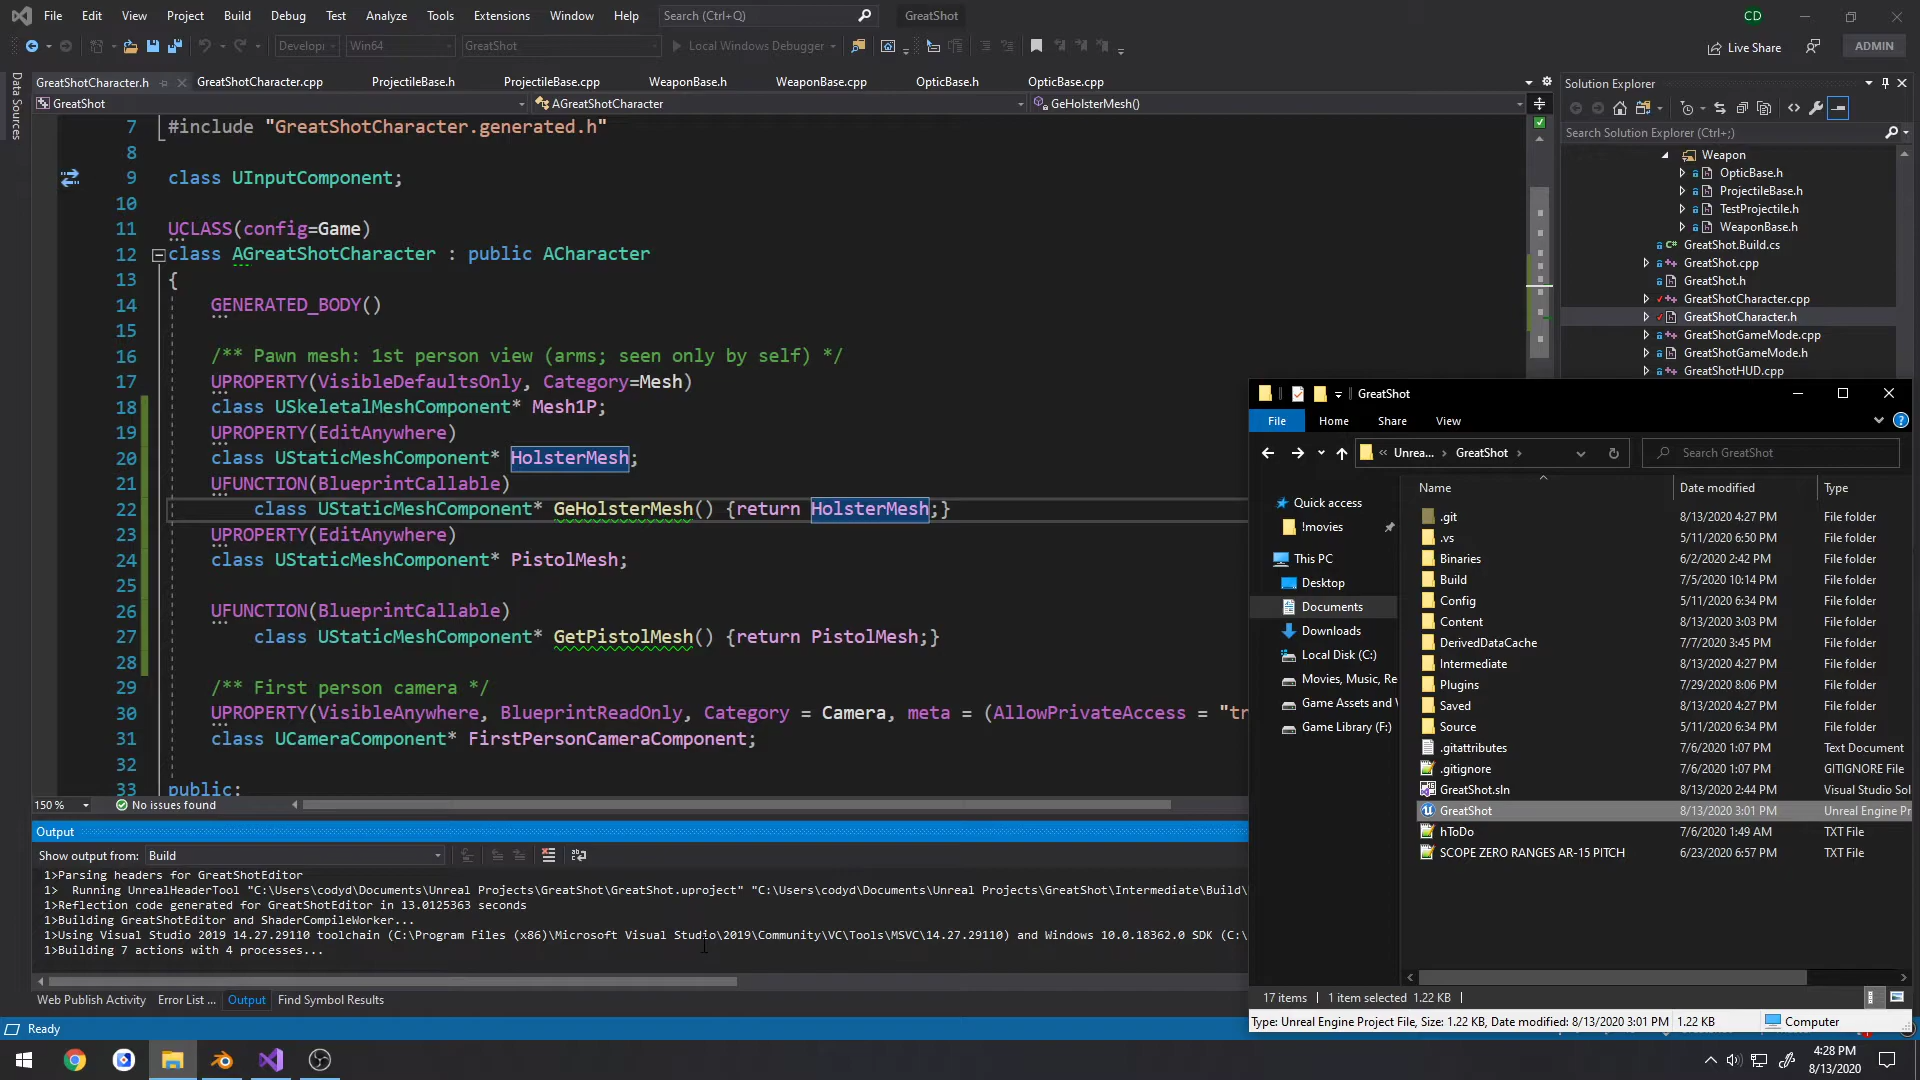 File Edit View Project Build Debug Test Analyze Tools Extensions Window Help Search (Ctrl+Q) GreatShot CD
Developi Win64 GreatShot Local Windows Debugger Live Share ADMIN
GreatShotCharacter.h GreatShotCharacter.cpp ProjectileBase.h ProjectileBase.cpp WeaponBase.h WeaponBase.cpp OpticBase.h OpticBase.cpp
GreatShot AGreatShotCharacter GeHolsterMesh()
Data Sources
7 #include "GreatShotCharacter.generated.h"
8
9 class UInputComponent;
10
11 UCLASS(config=Game)
12 class AGreatShotCharacter : public ACharacter
13 {
14 GENERATED_BODY()
15
16 /** Pawn mesh: 1st person view (arms; seen only by self) */
17 UPROPERTY(VisibleDefaultsOnly, Category=Mesh)
18 class USkeletalMeshComponent* Mesh1P;
19 UPROPERTY(EditAnywhere)
20 class UStaticMeshComponent* HolsterMesh;
21 UFUNCTION(BlueprintCallable)
22 class UStaticMeshComponent* GeHolsterMesh() {return HolsterMesh;}
23 UPROPERTY(EditAnywhere)
24 class UStaticMeshComponent* PistolMesh;
25
26 UFUNCTION(BlueprintCallable)
27 class UStaticMeshComponent* GetPistolMesh() {return PistolMesh;}
28
29 /** First person camera */
30 UPROPERTY(VisibleAnywhere, BlueprintReadOnly, Category = Camera, meta = (AllowPrivateAccess = "tr
31 class UCameraComponent* FirstPersonCameraComponent;
32
33 public:
150 % No issues found
Output
Show output from: Build
1>Parsing headers for GreatShotEditor
1> Running UnrealHeaderTool "C:\Users\codyd\Documents\Unreal Projects\GreatShot\GreatShot.uproject" "C:\Users\codyd\Documents\Unreal Projects\GreatShot\Intermediate\Build\
1>Reflection code generated for GreatShotEditor in 13.0125363 seconds
1>Building GreatShotEditor and ShaderCompileWorker...
1>Using Visual Studio 2019 14.27.29110 toolchain (C:\Program Files (x86)\Microsoft Visual Studio\2019\Community\VC\Tools\MSVC\14.27.29110) and Windows 10.0.18362.0 SDK (C:\
1>Building 7 actions with 4 processes...
Web Publish Activity Error List ... Output Find Symbol Results
Ready
Solution Explorer
Search Solution Explorer (Ctrl+;)
Weapon
OpticBase.h
ProjectileBase.h
TestProjectile.h
WeaponBase.h
GreatShot.Build.cs
GreatShot.cpp
GreatShot.h
GreatShotCharacter.cpp
GreatShotCharacter.h
GreatShotGameMode.cpp
GreatShotGameMode.h
GreatShotHUD.cpp
GreatShot
File Home Share View
Unrea... GreatShot Search GreatShot
Quick access
!movies
This PC
Desktop
Documents
Downloads
Local Disk (C:)
Movies, Music, Re
Game Assets and
Game Library (F:)
Name Date modified Type
.git 8/13/2020 4:27 PM File folder
.vs 5/11/2020 6:50 PM File folder
Binaries 6/2/2020 2:42 PM File folder
Build 7/5/2020 10:14 PM File folder
Config 5/11/2020 6:34 PM File folder
Content 8/13/2020 3:03 PM File folder
DerivedDataCache 7/7/2020 3:45 PM File folder
Intermediate 8/13/2020 4:27 PM File folder
Plugins 7/29/2020 8:06 PM File folder
Saved 8/13/2020 4:27 PM File folder
Source 5/11/2020 6:34 PM File folder
.gitattributes 7/6/2020 1:07 PM Text Document
.gitignore 7/6/2020 1:07 PM GITIGNORE File
GreatShot.sln 8/13/2020 2:44 PM Visual Studio Sol
GreatShot 8/13/2020 3:01 PM Unreal Engine Pr
hToDo 7/6/2020 1:49 AM TXT File
SCOPE ZERO RANGES AR-15 PITCH 6/23/2020 6:57 PM TXT File
17 items 1 item selected 1.22 KB
Type: Unreal Engine Project File, Size: 1.22 KB, Date modified: 8/13/2020 3:01 PM 1.22 KB Computer
4:28 PM
8/13/2020